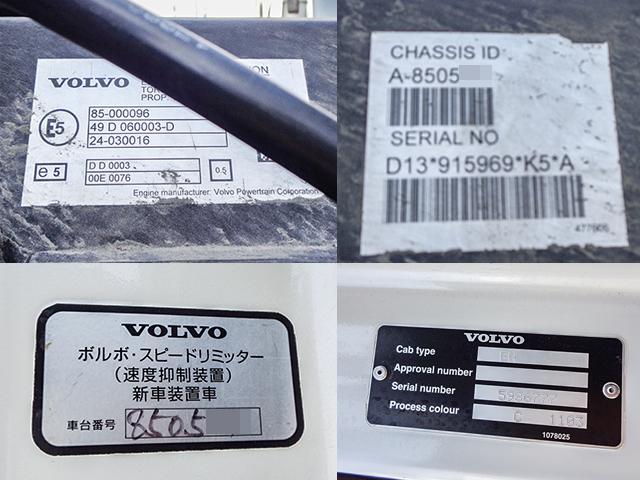 VOLVO
85-000096
49 D 060003-D
24-030016
E5
e 5
D D 0003
00E 0076
0.5
Engine manufacturer: Volvo Powertrain Corporation
CHASSIS ID
A-8505
SERIAL NO
D13*915969*K5*A
VOLVO
ボルボ・スピードリミッター
（速度抑制装置）
新車装置車
車台番号 8505
VOLVO
Cab type
Approval number
Serial number
Process colour C 1103
1078025